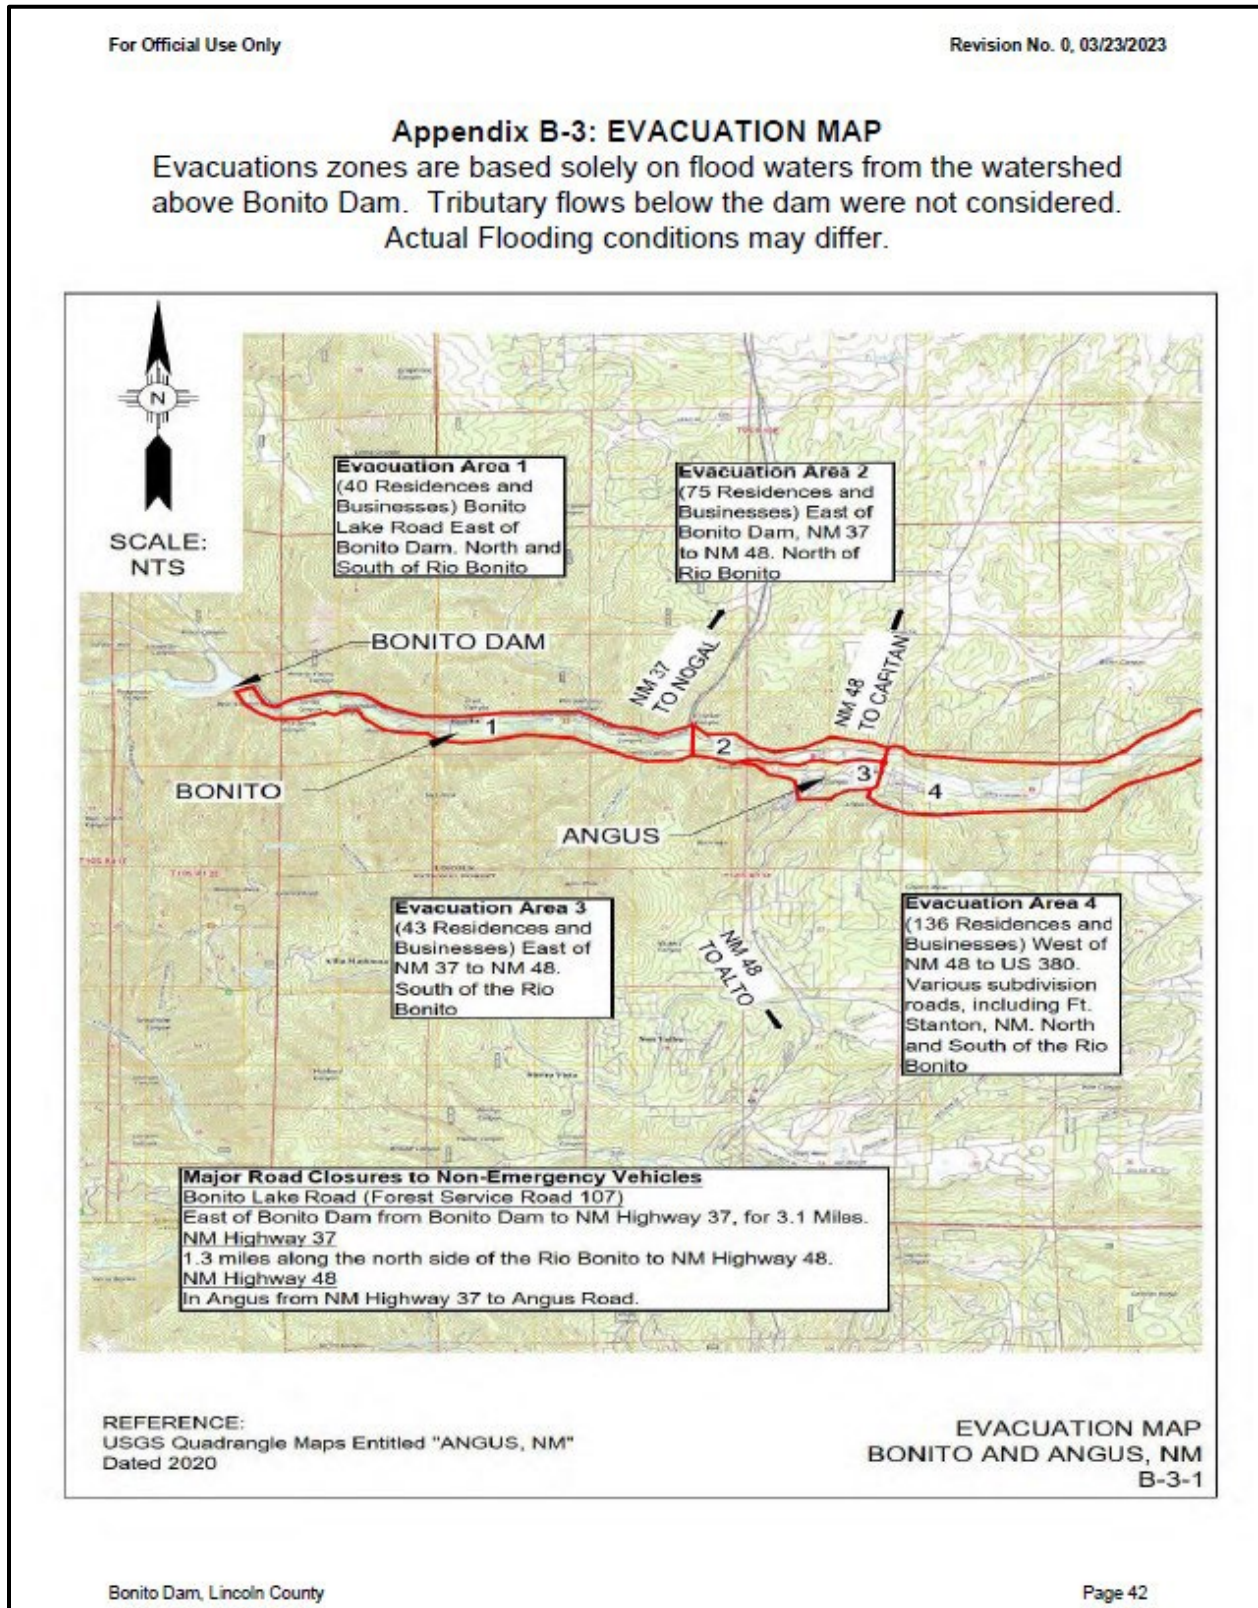 For Official Use Only
Revision No. 0, 03/23/2023
Appendix B-3: EVACUATION MAP
Evacuations zones are based solely on flood waters from the watershed
above Bonito Dam. Tributary flows below the dam were not considered.
Actual Flooding conditions may differ.
N
SCALE:
NTS
Evacuation Area 1
(40 Residences and
Businesses) Bonito
Lake Road East of
Bonito Dam. North and
South of Rio Bonito
Evacuation Area 2
(75 Residences and
Businesses) East of
Bonito Dam, NM 37
to NM 48. North of
Rio Bonito
BONITO DAM
NM 37
TO NOGAL
NM 48
TO CAPITAN
1
2
3
4
BONITO
ANGUS
Evacuation Area 3
(43 Residences and
Businesses) East of
NM 37 to NM 48.
South of the Rio
Bonito
NM 48
TO ALTO
Evacuation Area 4
(136 Residences and
Businesses) West of
NM 48 to US 380.
Various subdivision
roads, including Ft.
Stanton, NM. North
and South of the Rio
Bonito
Major Road Closures to Non-Emergency Vehicles
Bonito Lake Road (Forest Service Road 107)
East of Bonito Dam from Bonito Dam to NM Highway 37, for 3.1 Miles.
NM Highway 37
1.3 miles along the north side of the Rio Bonito to NM Highway 48.
NM Highway 48
In Angus from NM Highway 37 to Angus Road.
REFERENCE:
USGS Quadrangle Maps Entitled "ANGUS, NM"
Dated 2020
EVACUATION MAP
BONITO AND ANGUS, NM
B-3-1
Bonito Dam, Lincoln County
Page 42